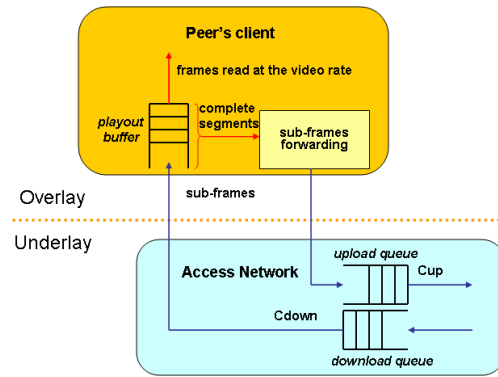 Peer's client
frames read at the video rate
playout
buffer
complete
segments
sub-frames
forwarding
Overlay
sub-frames
Underlay
Access Network
upload queue
Cup
Cdown
download queue